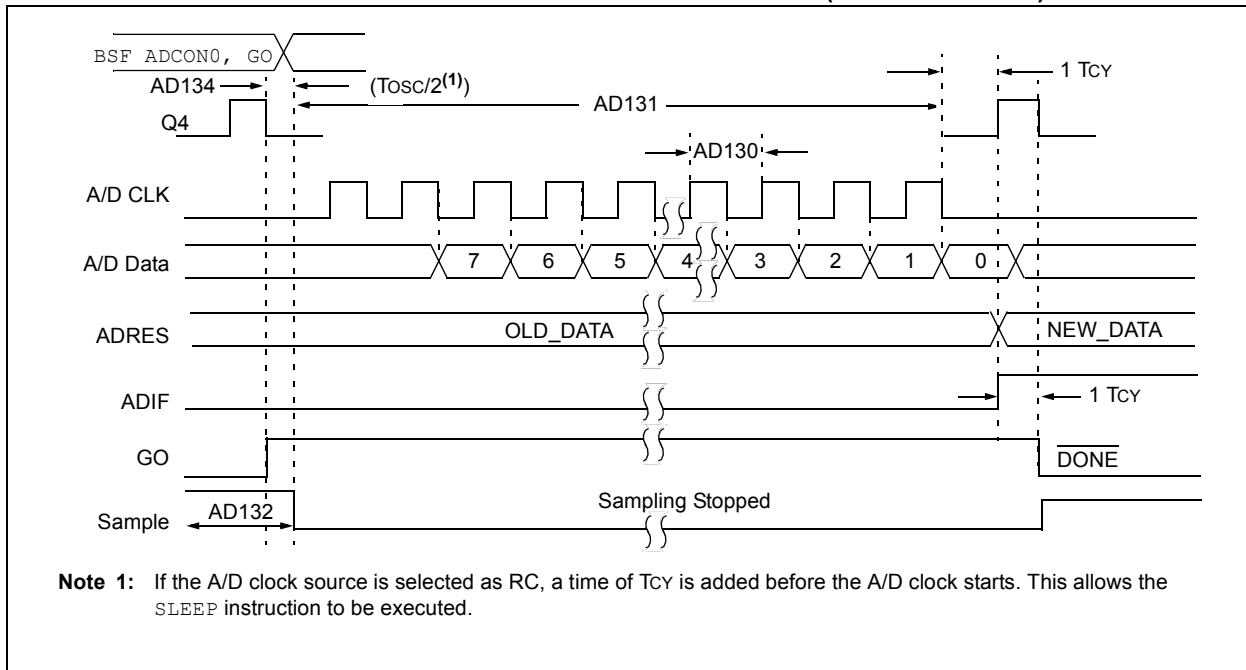 BSF ADCON0, GO
AD134
(TOSC/2(1))
1 TCY
AD131
Q4
AD130
A/D CLK
A/D Data
7 6 5 4 3 2 1 0
ADRES
OLD_DATA
NEW_DATA
ADIF
1 TCY
GO
DONE
Sample
AD132
Sampling Stopped
Note 1: If the A/D clock source is selected as RC, a time of TCY is added before the A/D clock starts. This allows the
SLEEP instruction to be executed.